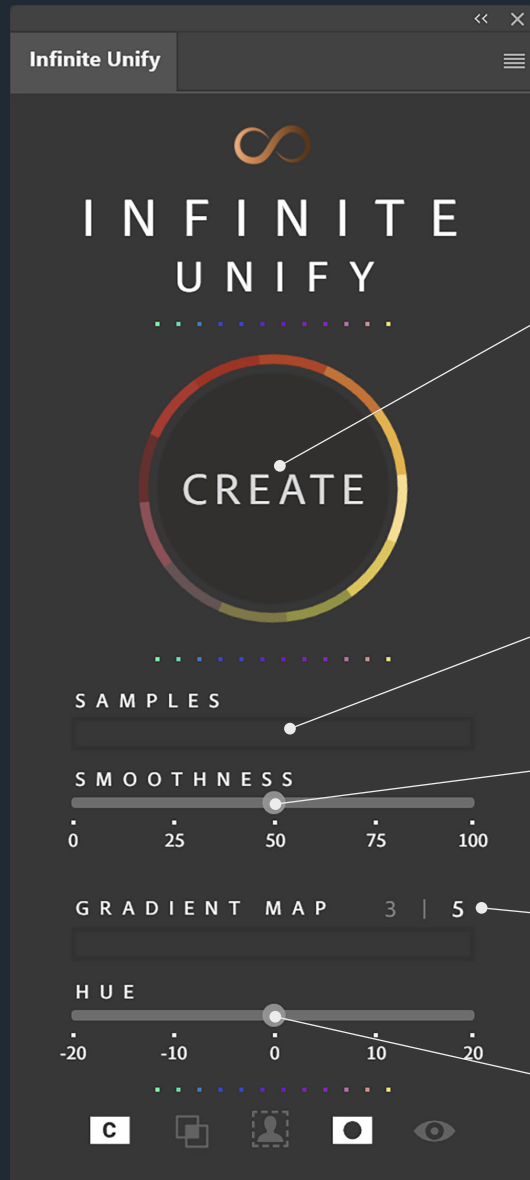 Infinite Unify
INFINITE
UNIFY
CREATE
SAMPLES
SMOOTHNESS
0 25 50 75 100
GRADIENT MAP 3 | 5
HUE
-20 -10 0 10 20
C